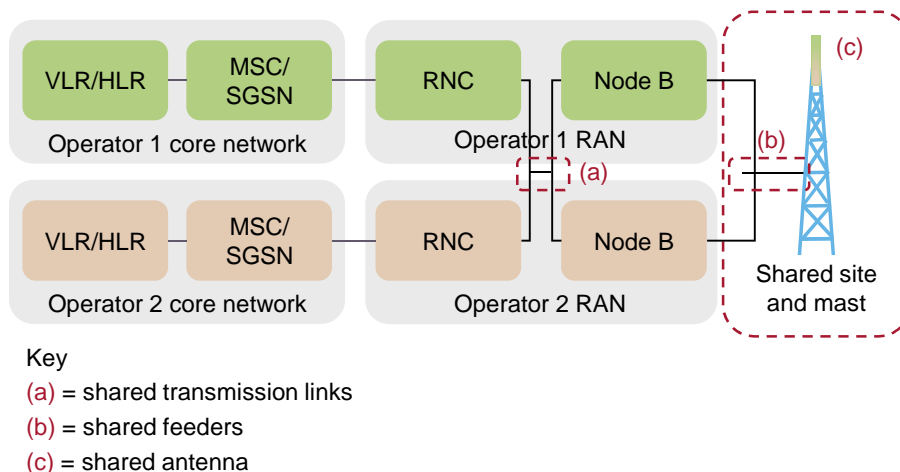 (c)
VLR/HLR
MSC/
SGSN
RNC
Node B
Operator 1 core network
Operator 1 RAN
(b)
(a)
VLR/HLR
MSC/
SGSN
RNC
Node B
Operator 2 core network
Operator 2 RAN
Shared site
and mast
Key
(a) = shared transmission links
(b) = shared feeders
(c) = shared antenna